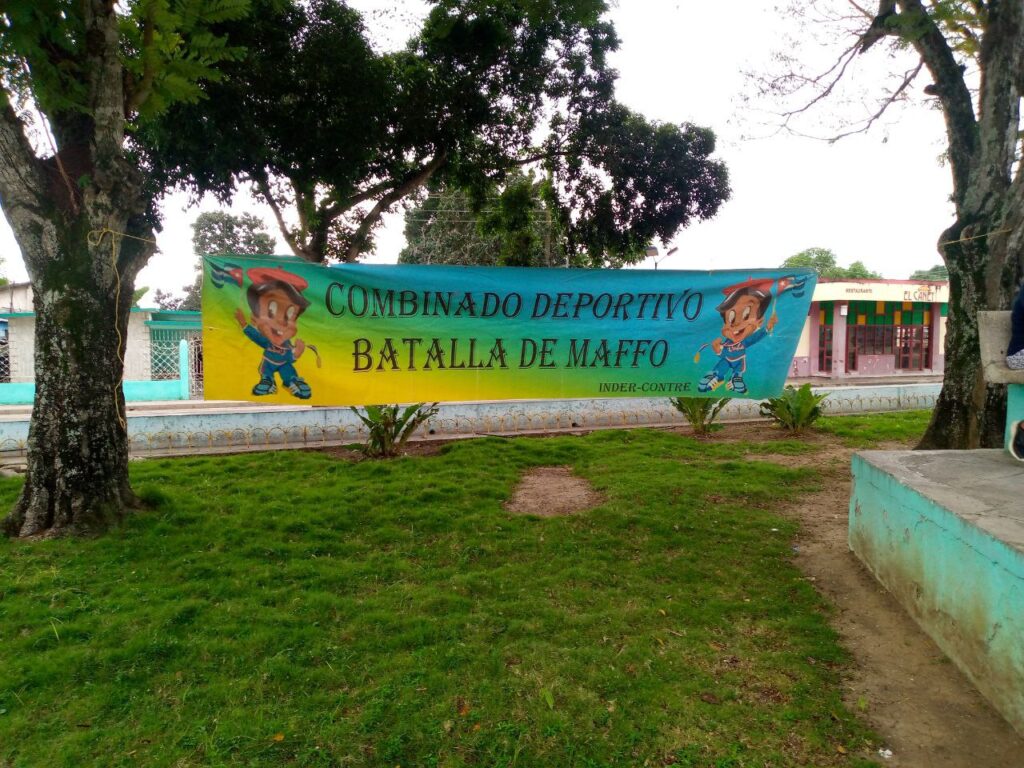 COMBINADO DEPORTIVO
BATALLA DE MAFFO
INDER-CONTRE
RESTAURANTE
EL CANEY